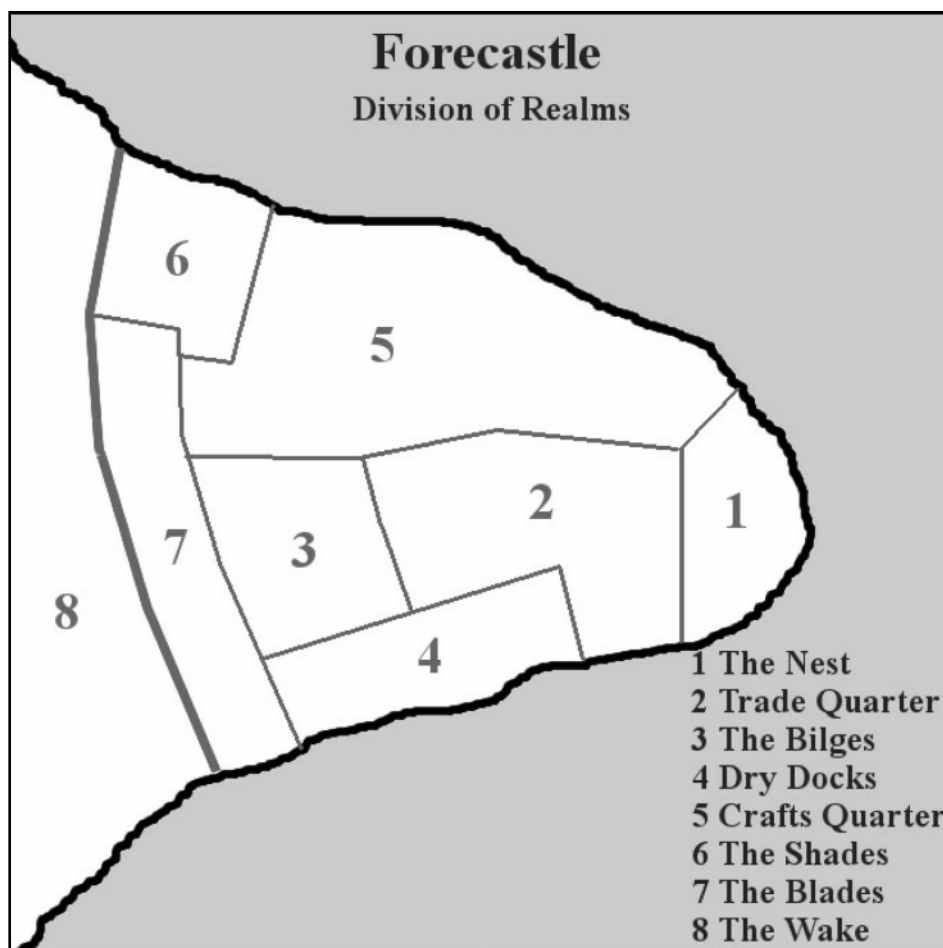 Forecastle
Division of Realms
6
5
2
1
3
7
8
4
1 The Nest
2 Trade Quarter
3 The Bilges
4 Dry Docks
5 Crafts Quarter
6 The Shades
7 The Blades
8 The Wake